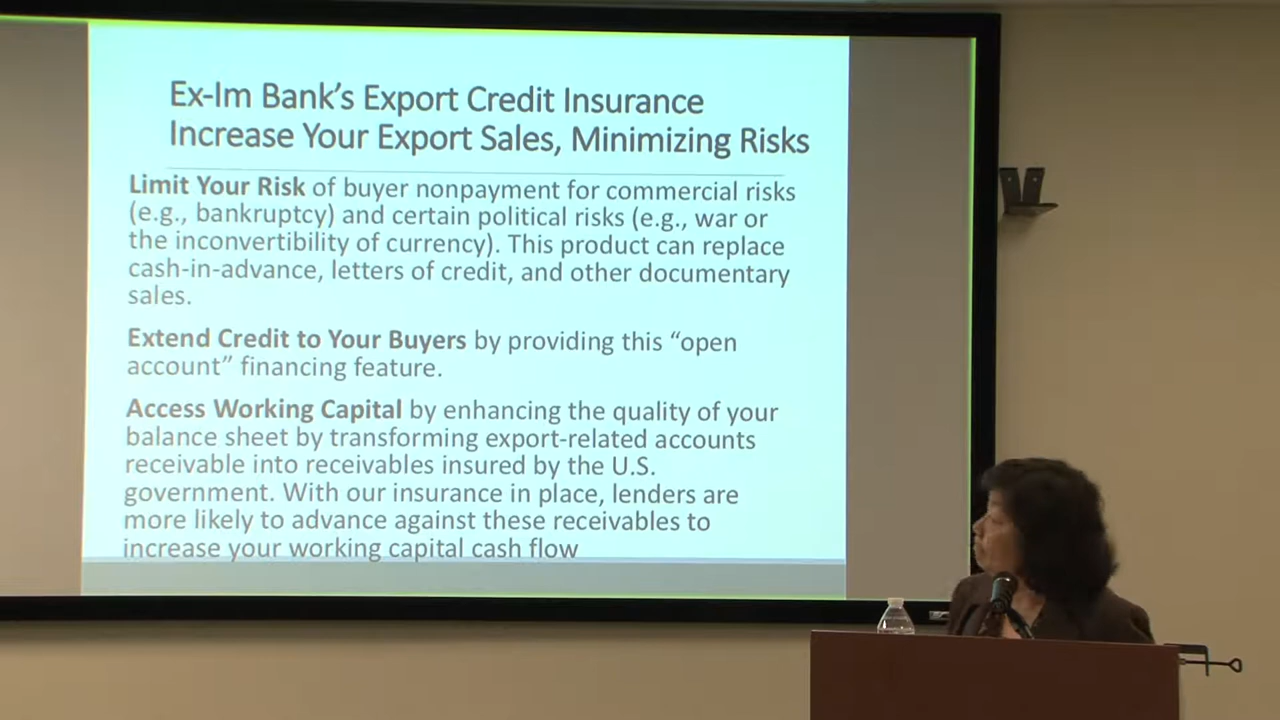 Ex-Im Bank’s Export Credit Insurance
Increase Your Export Sales, Minimizing Risks
Limit Your Risk of buyer nonpayment for commercial risks
(e.g., bankruptcy) and certain political risks (e.g., war or
the inconvertibility of currency). This product can replace
cash-in-advance, letters of credit, and other documentary
sales.
Extend Credit to Your Buyers by providing this “open
account” financing feature.
Access Working Capital by enhancing the quality of your
balance sheet by transforming export-related accounts
receivable into receivables insured by the U.S.
government. With our insurance in place, lenders are
more likely to advance against these receivables to
increase your working capital cash flow